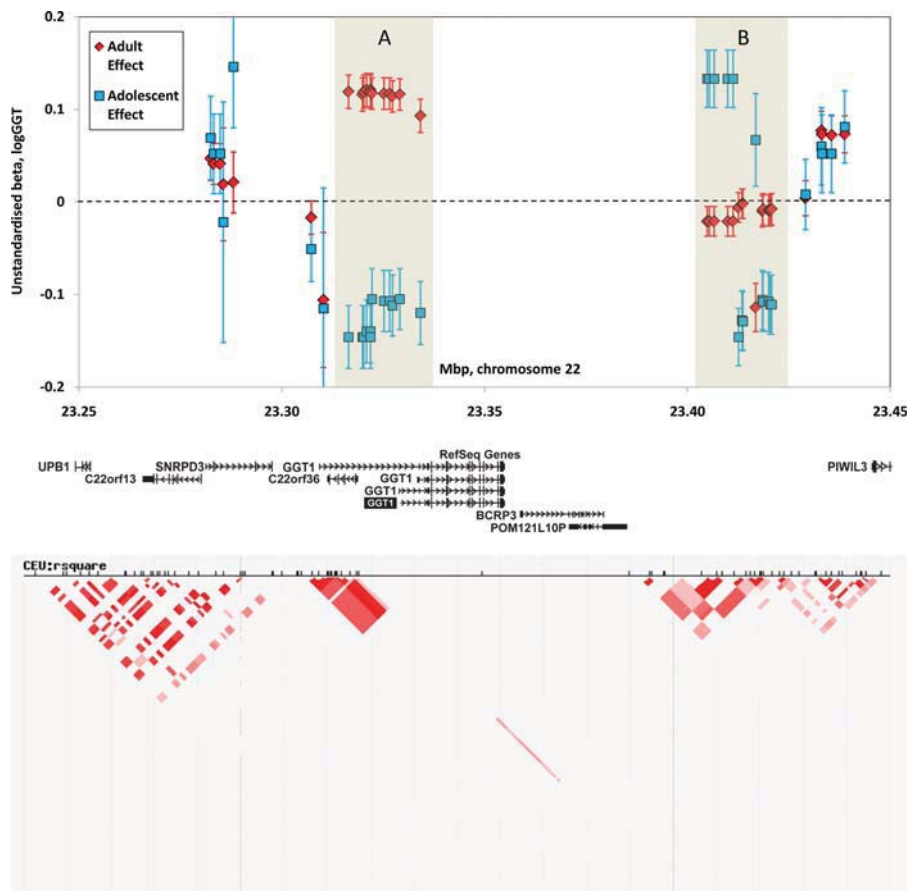 0.2
0.1
0
-0.1
-0.2
Unstandardised beta, logGGT
Adult
Effect
Adolescent
Effect
A
B
Mbp, chromosome 22
23.25
23.30
23.35
23.40
23.45
RefSeq Genes
UPB1
SNRPD3
GGT1
PIWIL3
C22orf13
C22orf36
GGT1
GGT1
GGT1
BCRP3
POM121L10P
CEU:rsquare